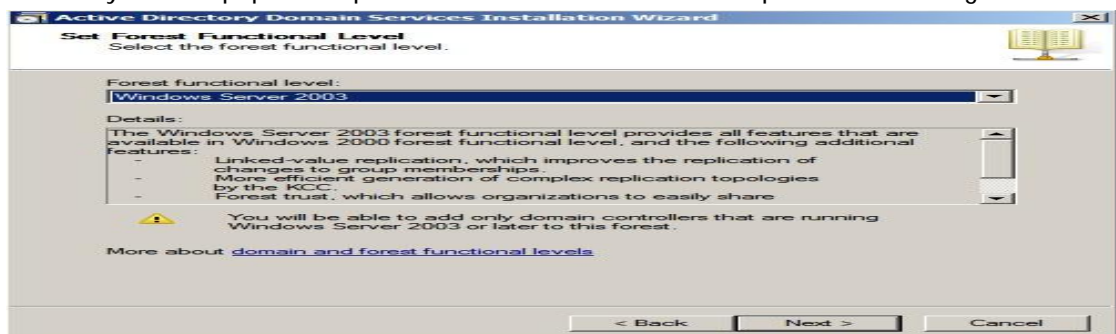 Active Directory Domain Services Installation Wizard
Set Forest Functional Level
Select the forest functional level.
Forest functional level:
Windows Server 2003
Details:
The Windows Server 2003 forest functional level provides all features that are
available in Windows 2000 forest functional level, and the following additional
features:
- Linked-value replication, which improves the replication of
changes to group memberships.
- More efficient generation of complex replication topologies
by the KCC.
- Forest trust, which allows organizations to easily share
You will be able to add only domain controllers that are running
Windows Server 2003 or later to this forest.
More about domain and forest functional levels
< Back Next > Cancel